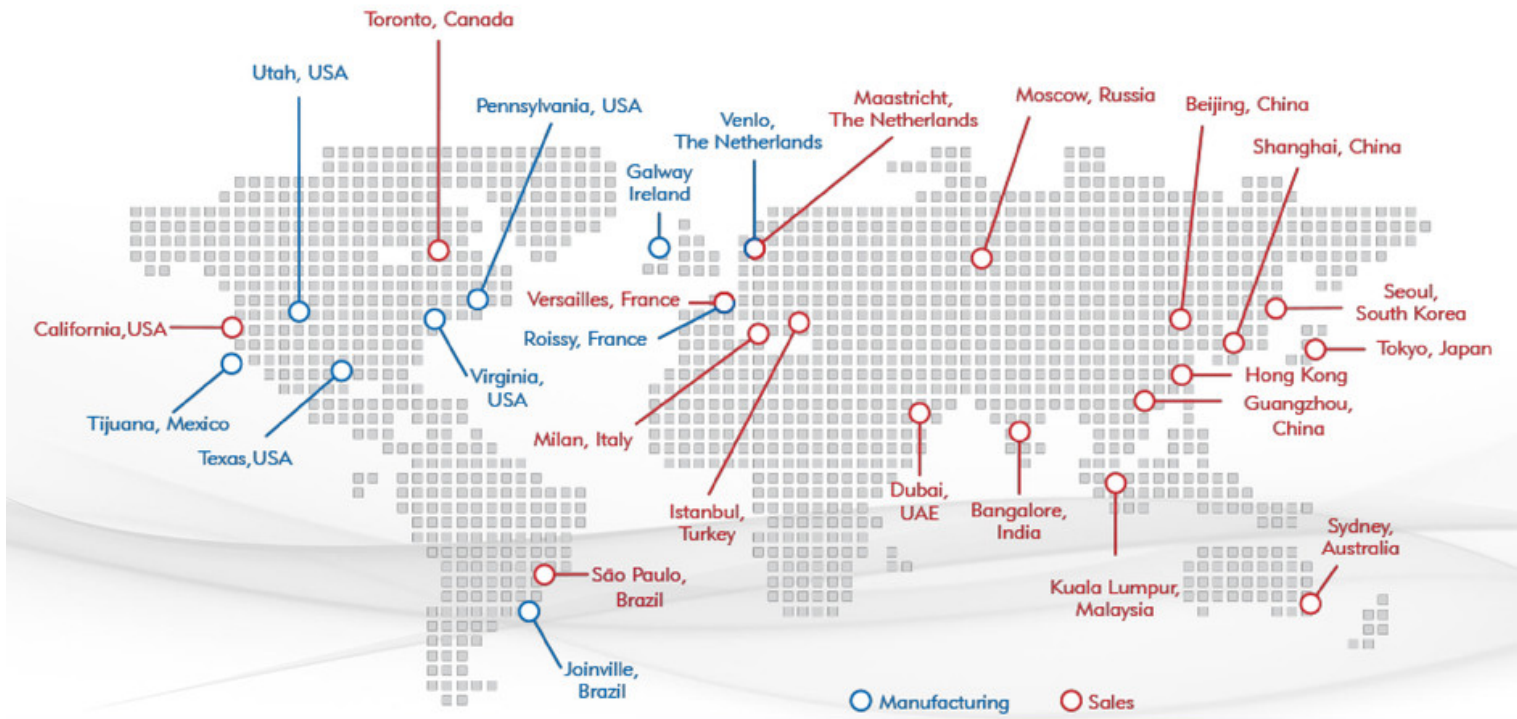 Toronto, Canada
Utah, USA
Pennsylvania, USA
Venlo,
The Netherlands
Maastricht,
The Netherlands
Moscow, Russia
Beijing, China
Shanghai, China
Galway
Ireland
California,USA
Versailles, France
Roissy, France
Seoul,
South Korea
Tokyo, Japan
Hong Kong
Guangzhou,
China
Tijuana, Mexico
Texas,USA
Virginia,
USA
Milan, Italy
Istanbul,
Turkey
Dubai,
UAE
Bangalore,
India
Kuala Lumpur,
Malaysia
Sydney,
Australia
São Paulo,
Brazil
Joinville,
Brazil
Manufacturing
Sales